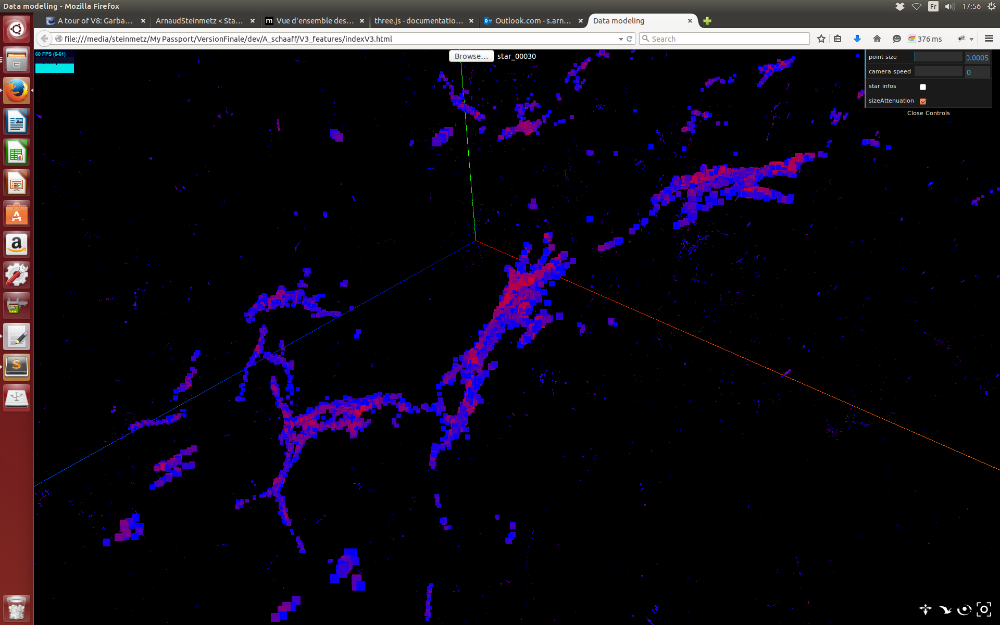 Data modeling - Mozilla Firefox
Fr
17:56
A tour of V8: Garba...
ArnaudSteinmetz < Sta...
Vue d'ensemble des...
three.js - documentatio...
Outlook.com - s.arn...
Data modeling
file:///media/steinmetz/My Passport/VersionFinale/dev/A_schaaff/V3_features/indexV3.html
Search
376 ms
60 FPS (6-61)
Browse...
star_00030
point size
0.0005
camera speed
0
star infos
sizeAttenuation
Close Controls